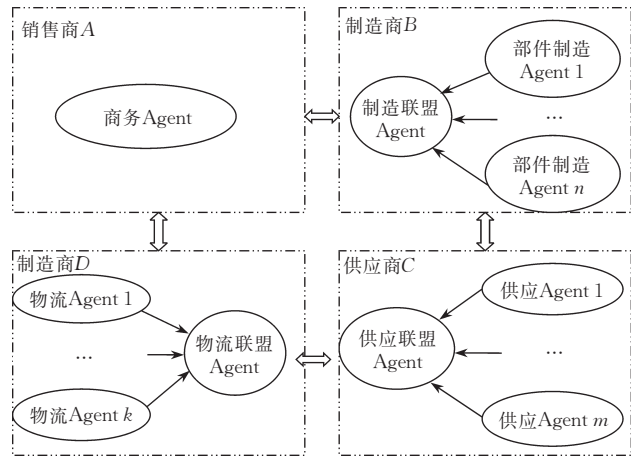 销售商A
商务Agent
制造商B
部件制造
Agent 1
制造联盟
Agent
...
部件制造
Agent n
制造商D
物流Agent 1
...
物流联盟
Agent
物流Agent k
供应商C
供应Agent 1
供应联盟
Agent
...
供应Agent m